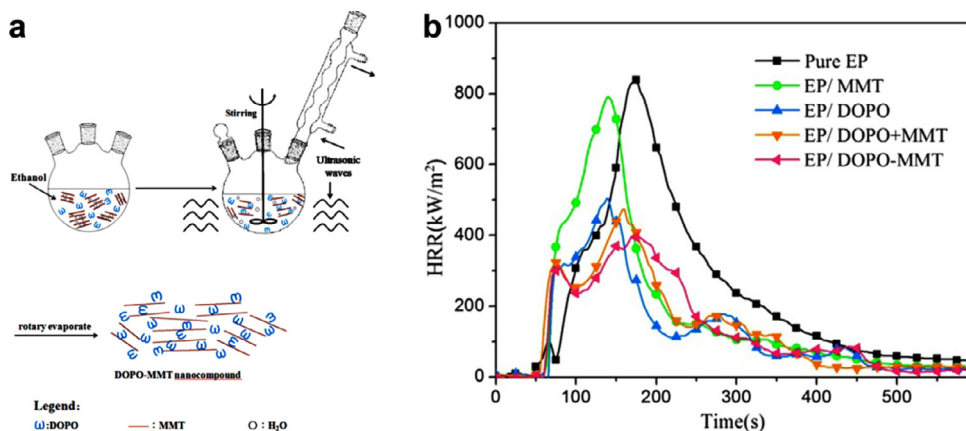 a
Ethanol
Stirring
Ultrasonic
waves
rotary evaporate
DOPO-MMT nanocompound
Legend:
ω:DOPO
: MMT
: H₂O
b
HRR(kW/m²)
1000
800
600
400
200
0
0 100 200 300 400 500
Time(s)
Pure EP
EP/ MMT
EP/ DOPO
EP/ DOPO+MMT
EP/ DOPO-MMT